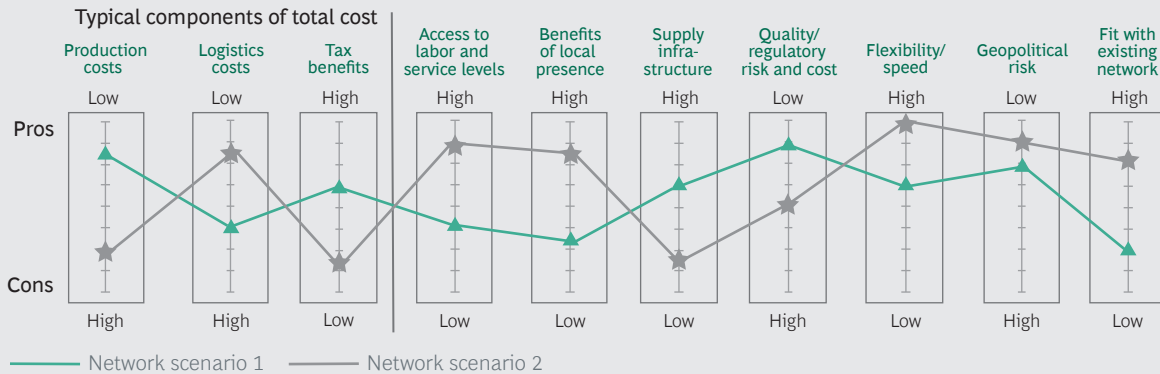 Typical components of total cost
Production
costs
Logistics
costs
Tax
benefits
Access to
labor and
service levels
Benefits
of local
presence
Supply
infra-
structure
Quality/
regulatory
risk and cost
Flexibility/
speed
Geopolitical
risk
Fit with
existing
network
Low
Low
High
High
High
High
Low
High
Low
High
Pros
Cons
High
High
Low
Low
Low
Low
High
Low
High
Low
Network scenario 1
Network scenario 2